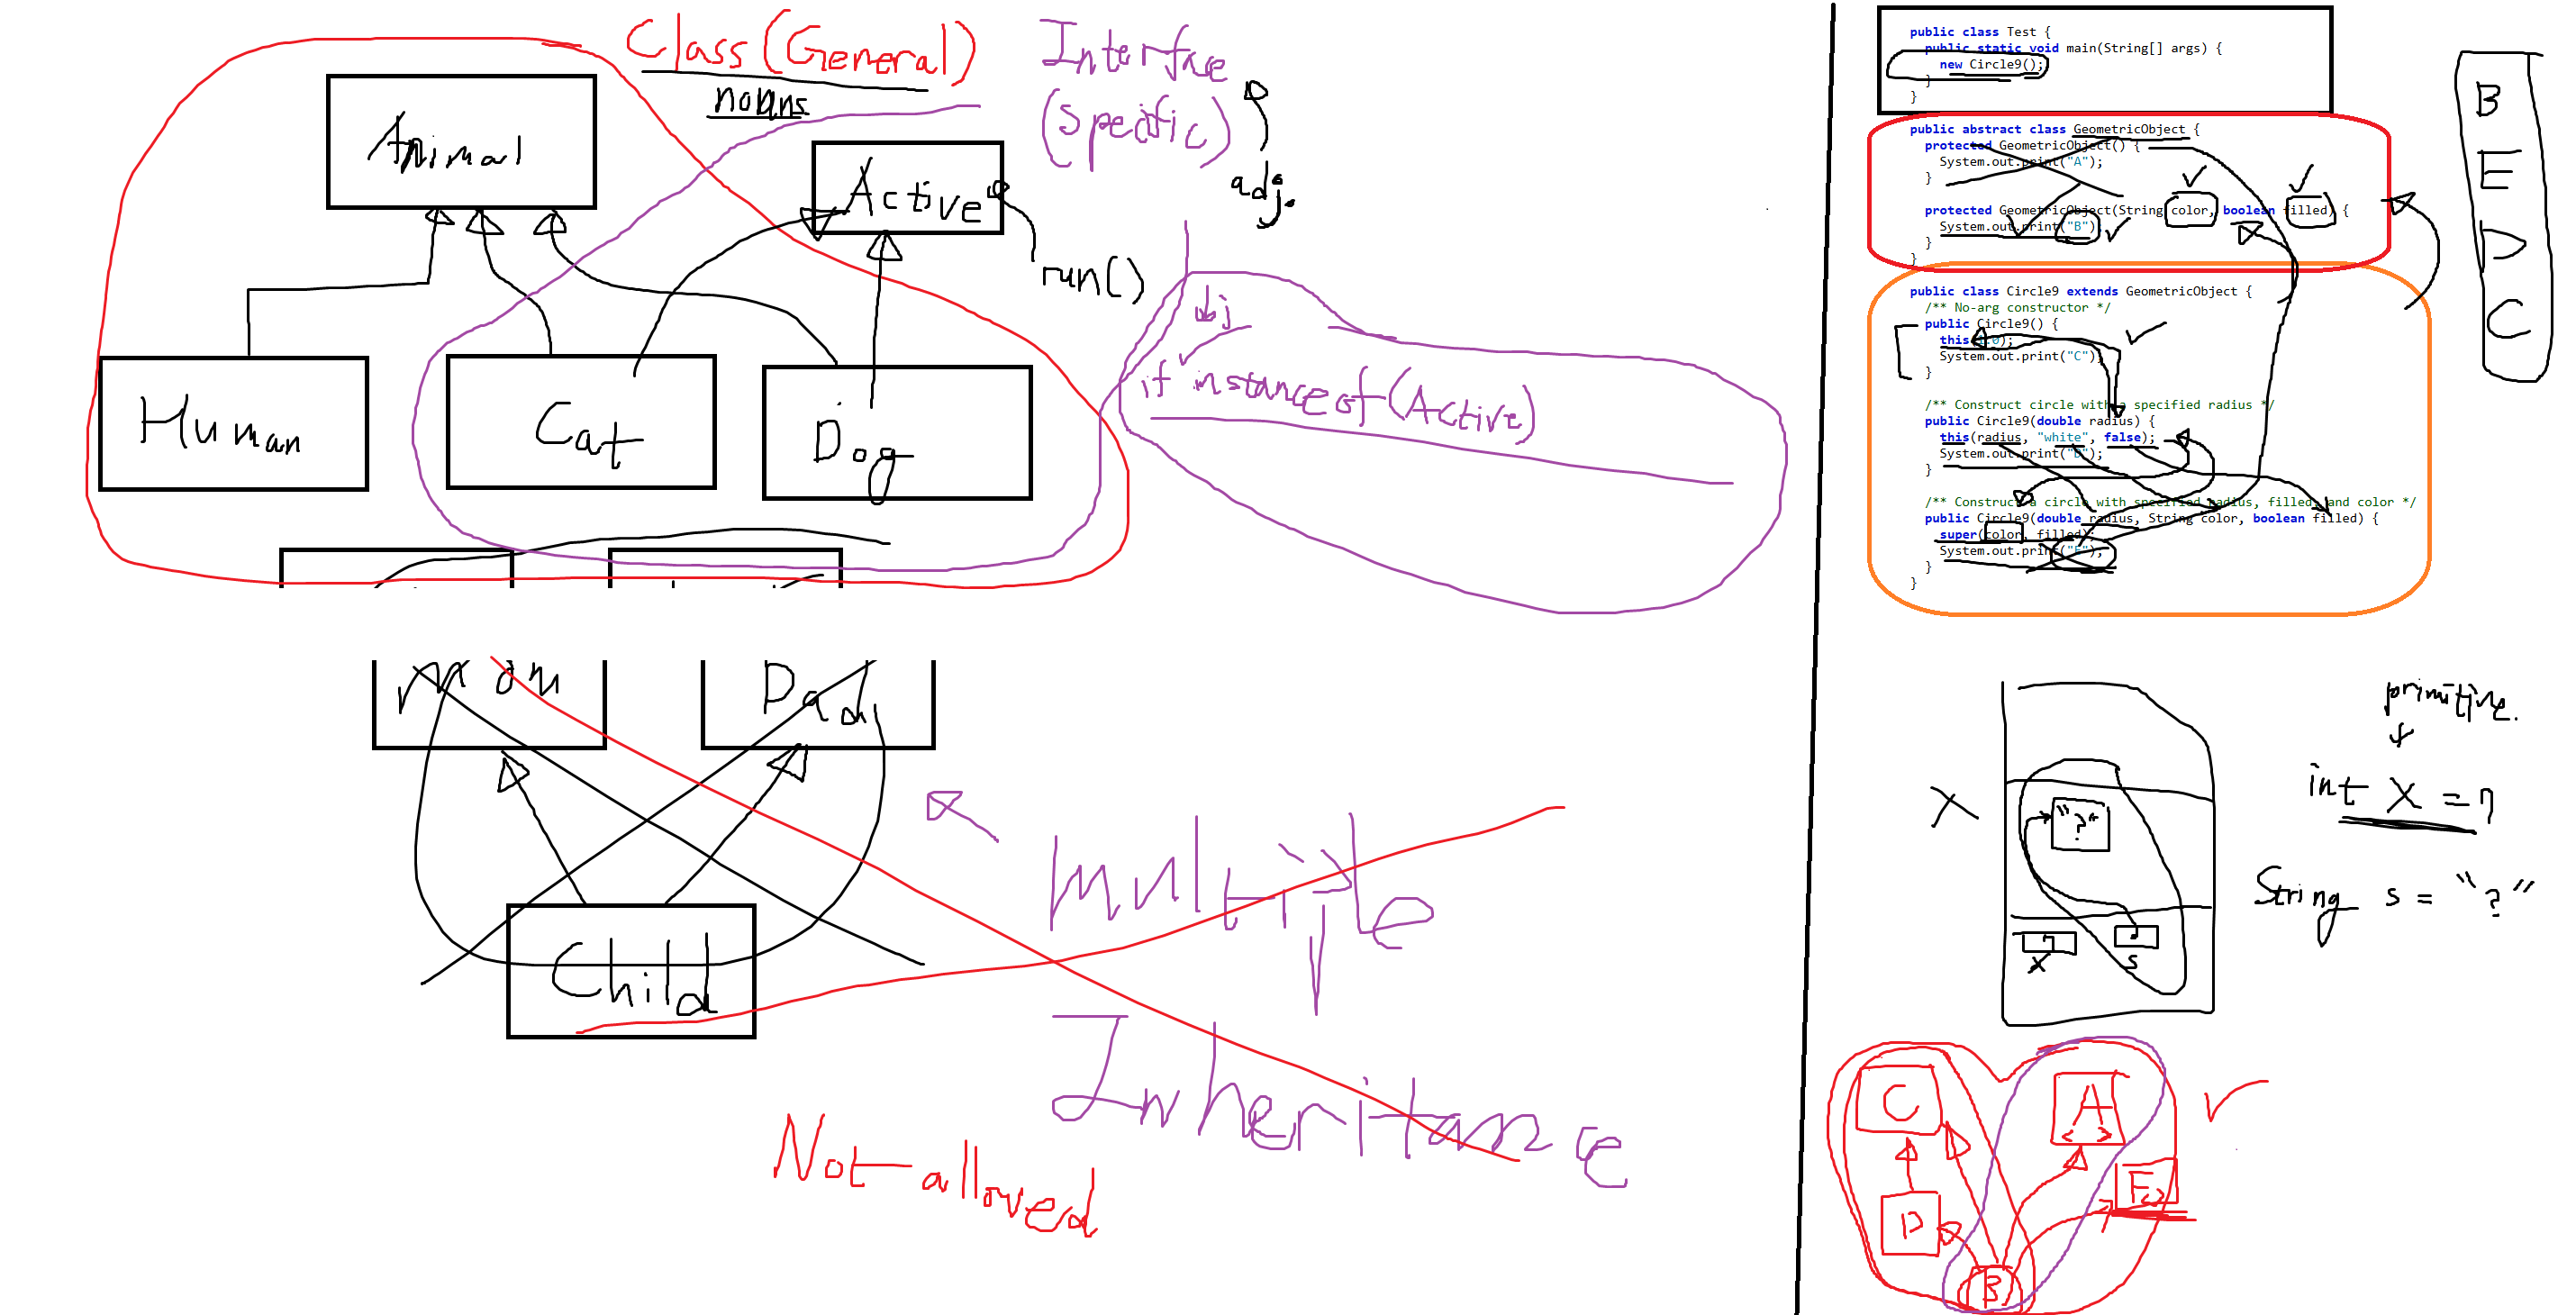 Class (General)
nouns
Interface
(Specific)
adj.
Animal
Active
run()
Human
Cat
Dog
if instance of (Active)
Mom
Dad
Child
Multiple
Inheritance
Not allowed
public class Test {
public static void main(String[] args) {
new Circle9();
}
}
public abstract class GeometricObject {
protected GeometricObject() {
System.out.print("A");
}
protected GeometricObject(String color, boolean filled) {
System.out.print("B")
}
}
public class Circle9 extends GeometricObject {
/** No-arg constructor */
public Circle9() {
this(1.0);
System.out.print("C");
}
/** Construct circle with a specified radius */
public Circle9(double radius) {
this(radius, "white", false);
System.out.print("D");
}
/** Construct a circle with specified radius, filled, and color */
public Circle9(double radius, String color, boolean filled) {
super(color, filled);
System.out.print("E");
}
}
B
E
D
C
primitive.
int x = 7
String s = "?"
X
"?"
7
x
s
C
A
< >
D
E
B